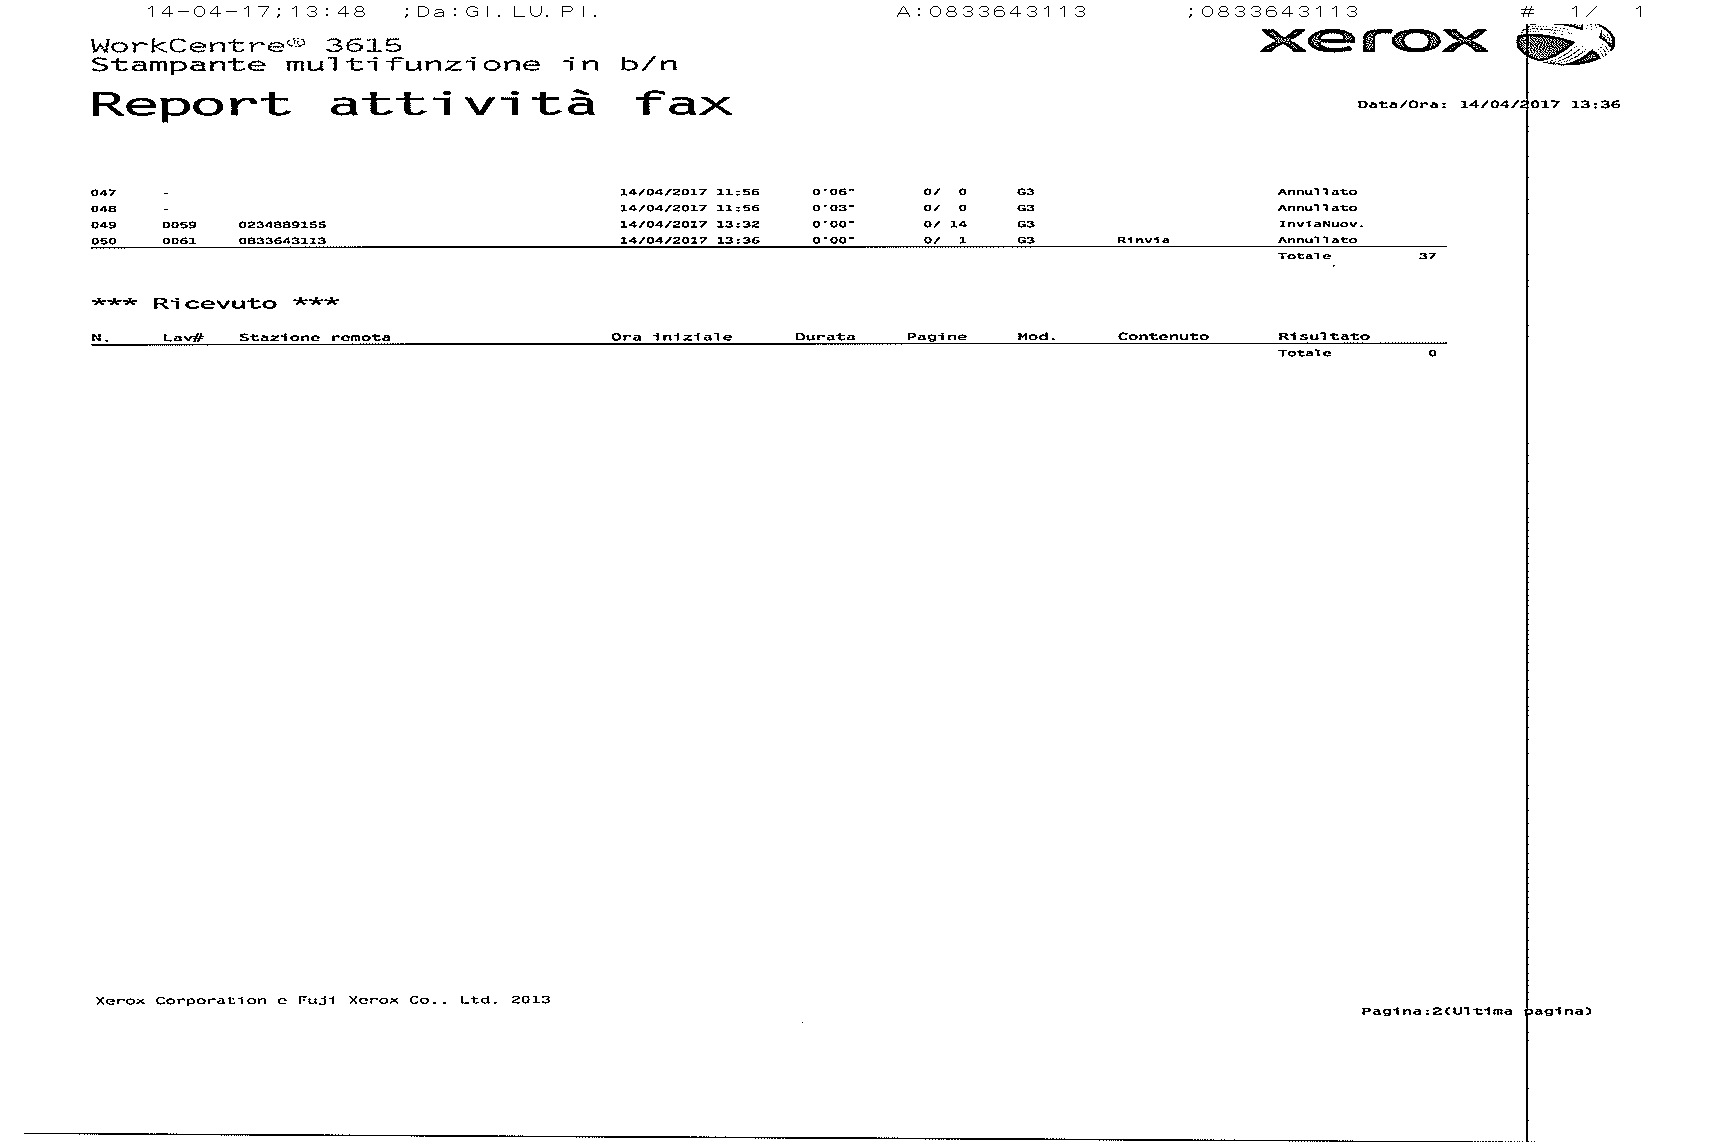 14-04-17;13:48 ;Da:GI.LU.PI. A:0833643113 ;0833643113 # 1/ 1
WorkCentre® 3615
Stampante multifunzione in b/n
xerox
Report attività fax
Data/Ora: 14/04/2017 13:36
047 - 14/04/2017 11:56 0'06" 0/ 0 G3 Annullato
048 - 14/04/2017 11:56 0'03" 0/ 0 G3 Annullato
049 0059 0234889155 14/04/2017 13:32 0'00" 0/ 14 G3 InviaNuov.
050 0061 0833643113 14/04/2017 13:36 0'00" 0/ 1 G3 Rinvia Annullato
Totale 37
*** Ricevuto ***
N. Lav# Stazione remota Ora iniziale Durata Pagine Mod. Contenuto Risultato
Totale 0
Xerox Corporation e Fuji Xerox Co.. Ltd. 2013
Pagina:2(Ultima pagina)